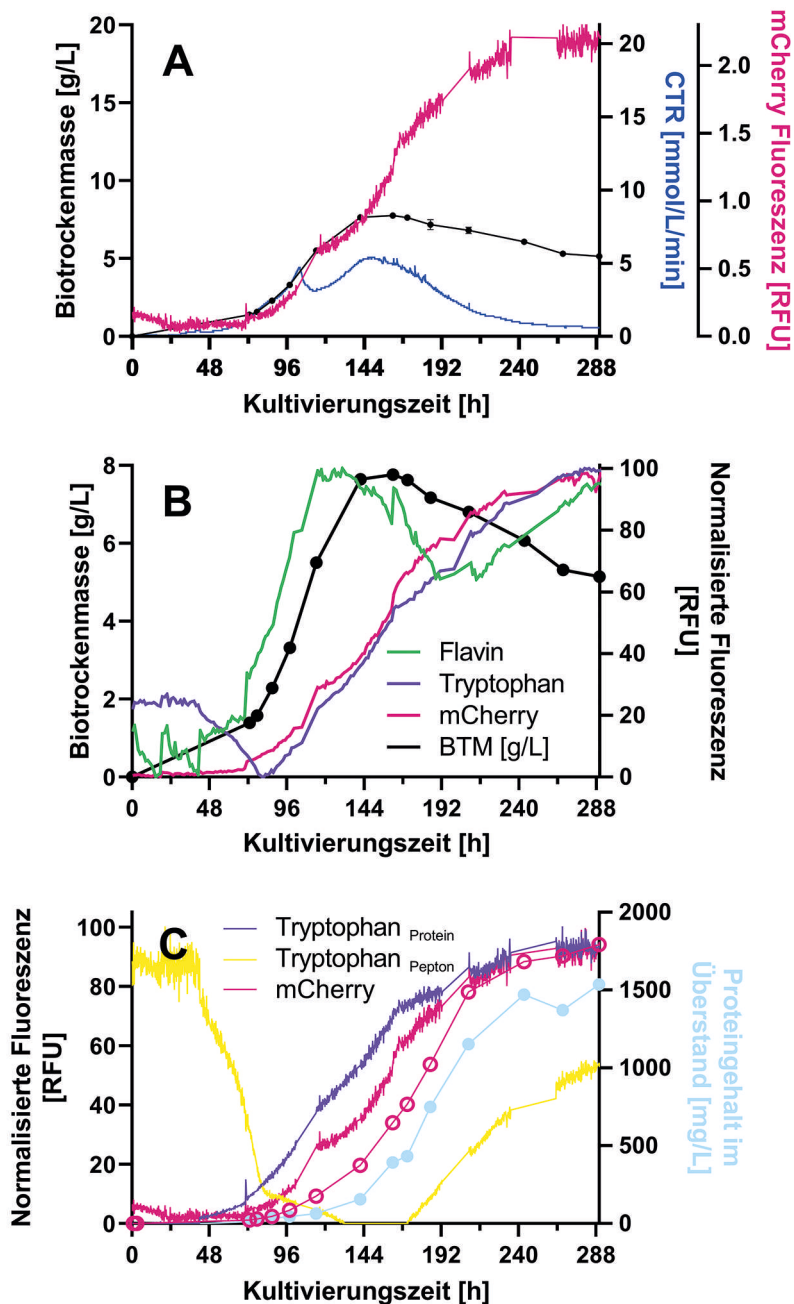 A
Biotrockenmasse [g/L]
20
15
10
5
0
20
15
10
5
0
CTR [mmol/L/min]
2.0
1.5
1.0
0.5
0.0
mCherry Fluoreszenz [RFU]
0 48 96 144 192 240 288
Kultivierungszeit [h]
B
Biotrockenmasse [g/L]
8
6
4
2
0
100
80
60
40
20
0
Normalisierte Fluoreszenz
[RFU]
Flavin
Tryptophan
mCherry
BTM [g/L]
0 48 96 144 192 240 288
Kultivierungszeit [h]
C
Normalisierte Fluoreszenz
[RFU]
100
80
60
40
20
0
Tryptophan Protein
Tryptophan Pepton
mCherry
2000
1500
1000
500
0
Proteingehalt im
Überstand [mg/L]
0 48 96 144 192 240 288
Kultivierungszeit [h]